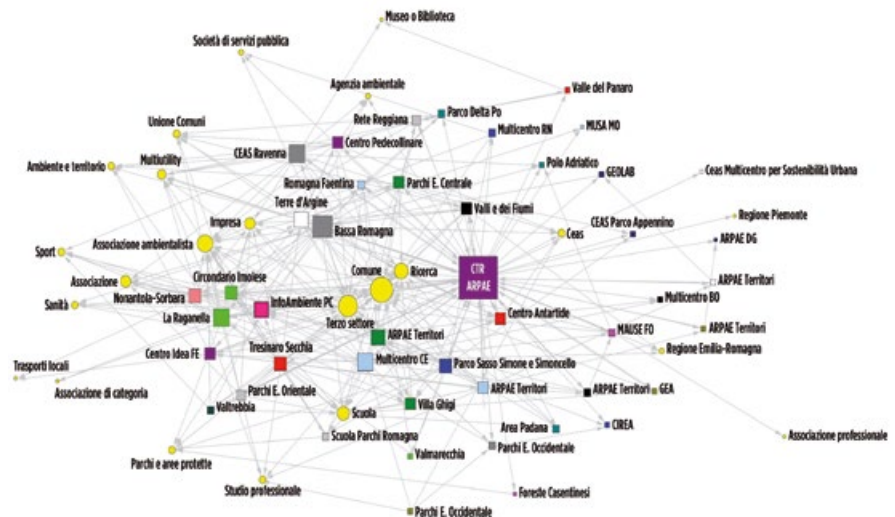 Museo o Biblioteca
Società di servizi pubblica
Agenzia ambientale
Valle del Panaro
Parco Delta Po
Rete Reggiana
Unione Comuni
MUSA MO
Multicentro RN
Centro Pedecollinare
CEAS Ravenna
Ambiente e territorio
Multiutility
Polo Adriatico
GEOLAB
Ceas Multicentro per Sostenibilità Urbana
Romagna Faentina
Parchi E. Centrale
Terre d'Argine
Valli e dei Fiumi
Regione Piemonte
Impresa
Bassa Romagna
CEAS Parco Appennino
Ceas
ARPAE DG
Associazione ambientalista
Sport
Comune
Ricerca
CTR
ARPAE
Associazione
Circondario Imolese
ARPAE Territori
Nonantola-Sorbara
InfoAmbiente PC
Multicentro BO
Sanità
La Raganella
Terzo settore
Centro Antartide
ARPAE Territori
MAUSE FO
ARPAE Territori
Regione Emilia-Romagna
Centro Idea FE
Tresinaro Secchia
Multicentro CE
Parco Sasso Simone e Simoncello
Trasporti locali
Associazione di categoria
Parchi E. Orientale
ARPAE Territori
ARPAE Territori
GEA
Valtrebbia
Scuola
Villa Ghigi
CIREA
Area Padana
Scuola Parchi Romagna
Associazione professionale
Parchi E. Occidentale
Parchi e aree protette
Valmarecchia
Studio professionale
Foreste Casentinesi
Parchi E. Occidentale